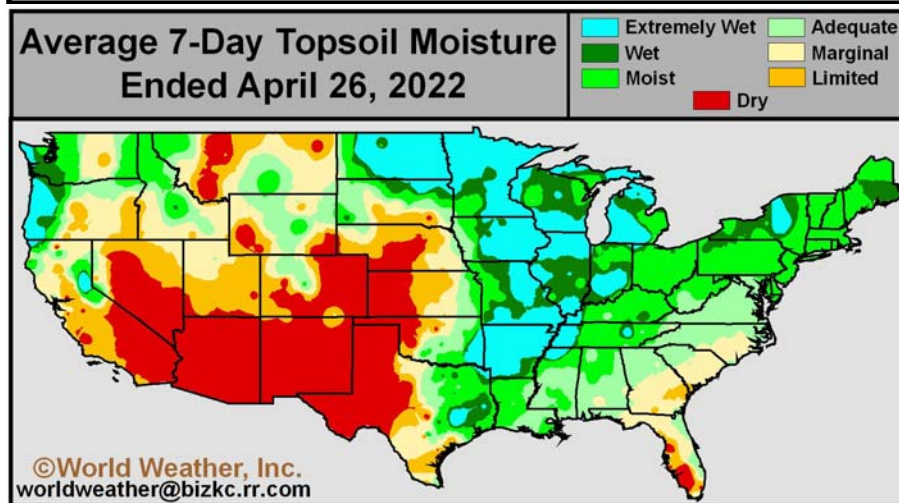 Average 7-Day Topsoil Moisture
Ended April 26, 2022
Extremely Wet
Adequate
Wet
Marginal
Moist
Limited
Dry
©World Weather, Inc.
worldweather@bizkc.rr.com